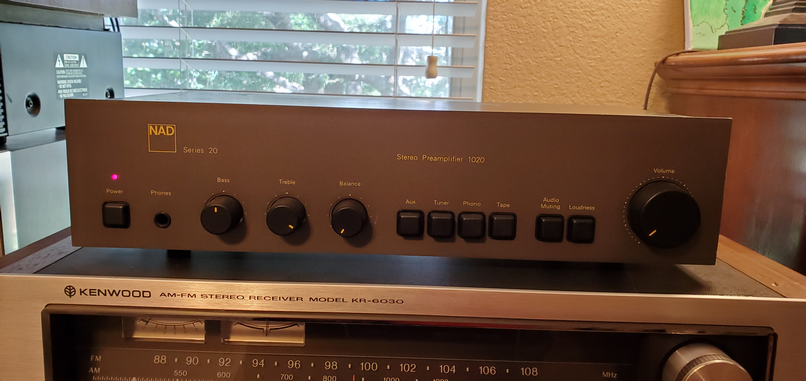 CAUTION
NAD
Series 20
Stereo Preamplifier 1020
Power
Phones
Bass
Treble
Balance
Aux
Tuner
Phono
Tape
Audio
Muting
Loudness
Volume
KENWOOD AM-FM STEREO RECEIVER MODEL KR-6030
FM 88 90 92 94 96 98 100 102 104 106 108 MHz
AM 550 600 700 800